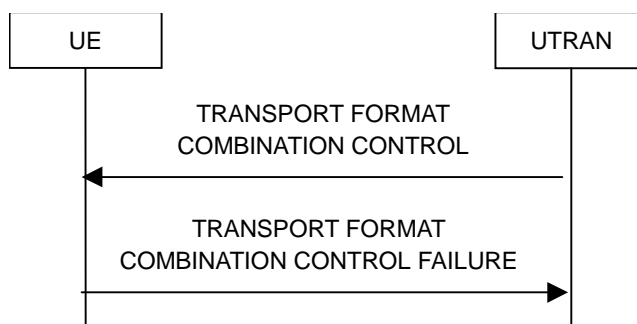 UE
UTRAN
TRANSPORT FORMAT
COMBINATION CONTROL
TRANSPORT FORMAT
COMBINATION CONTROL FAILURE